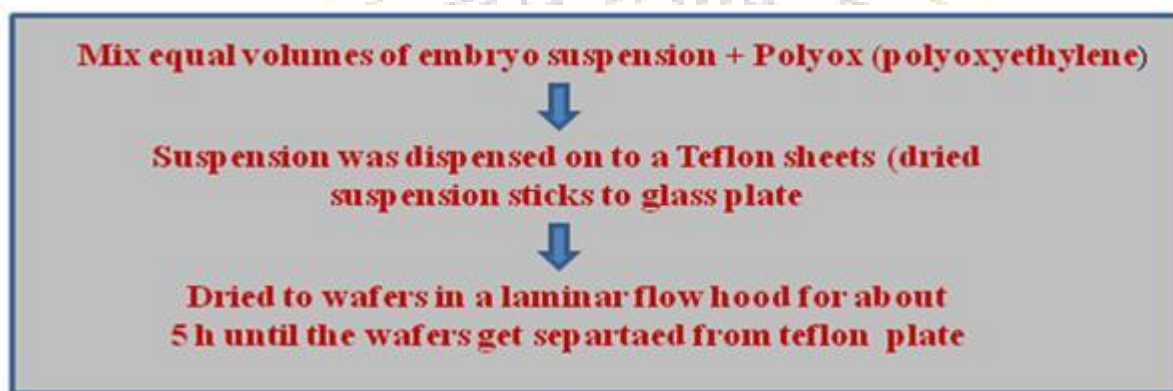 Mix equal volumes of embryo suspension + Polyox (polyoxyethylene)
Suspension was dispensed on to a Teflon sheets (dried
suspension sticks to glass plate
Dried to wafers in a laminar flow hood for about
5 h until the wafers get separtaed from teflon plate